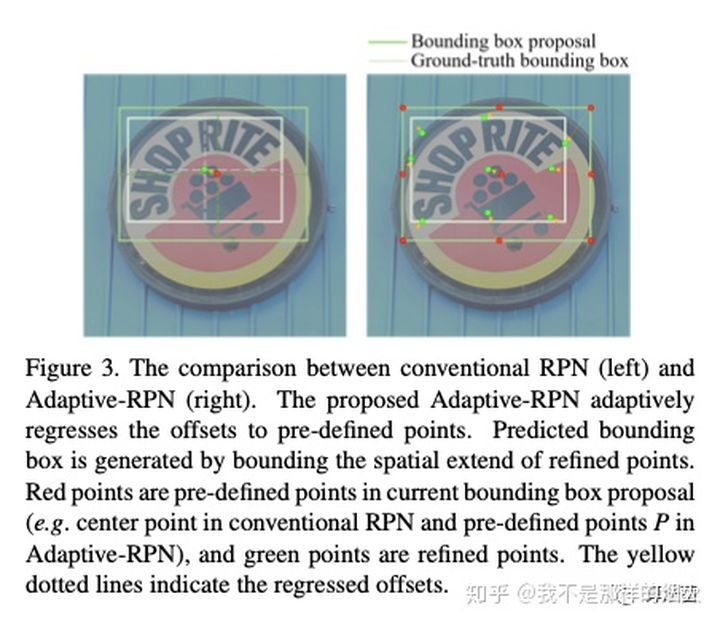 Bounding box proposal
Ground-truth bounding box
SHOP RITE
SHOP RITE
Figure 3. The comparison between conventional RPN (left) and
Adaptive-RPN (right). The proposed Adaptive-RPN adaptively
regresses the offsets to pre-defined points. Predicted bounding
box is generated by bounding the spatial extend of refined points.
Red points are pre-defined points in current bounding box proposal
(e.g. center point in conventional RPN and pre-defined points P in
Adaptive-RPN), and green points are refined points. The yellow
dotted lines indicate the regressed offsets.
知乎 @我不是那样的